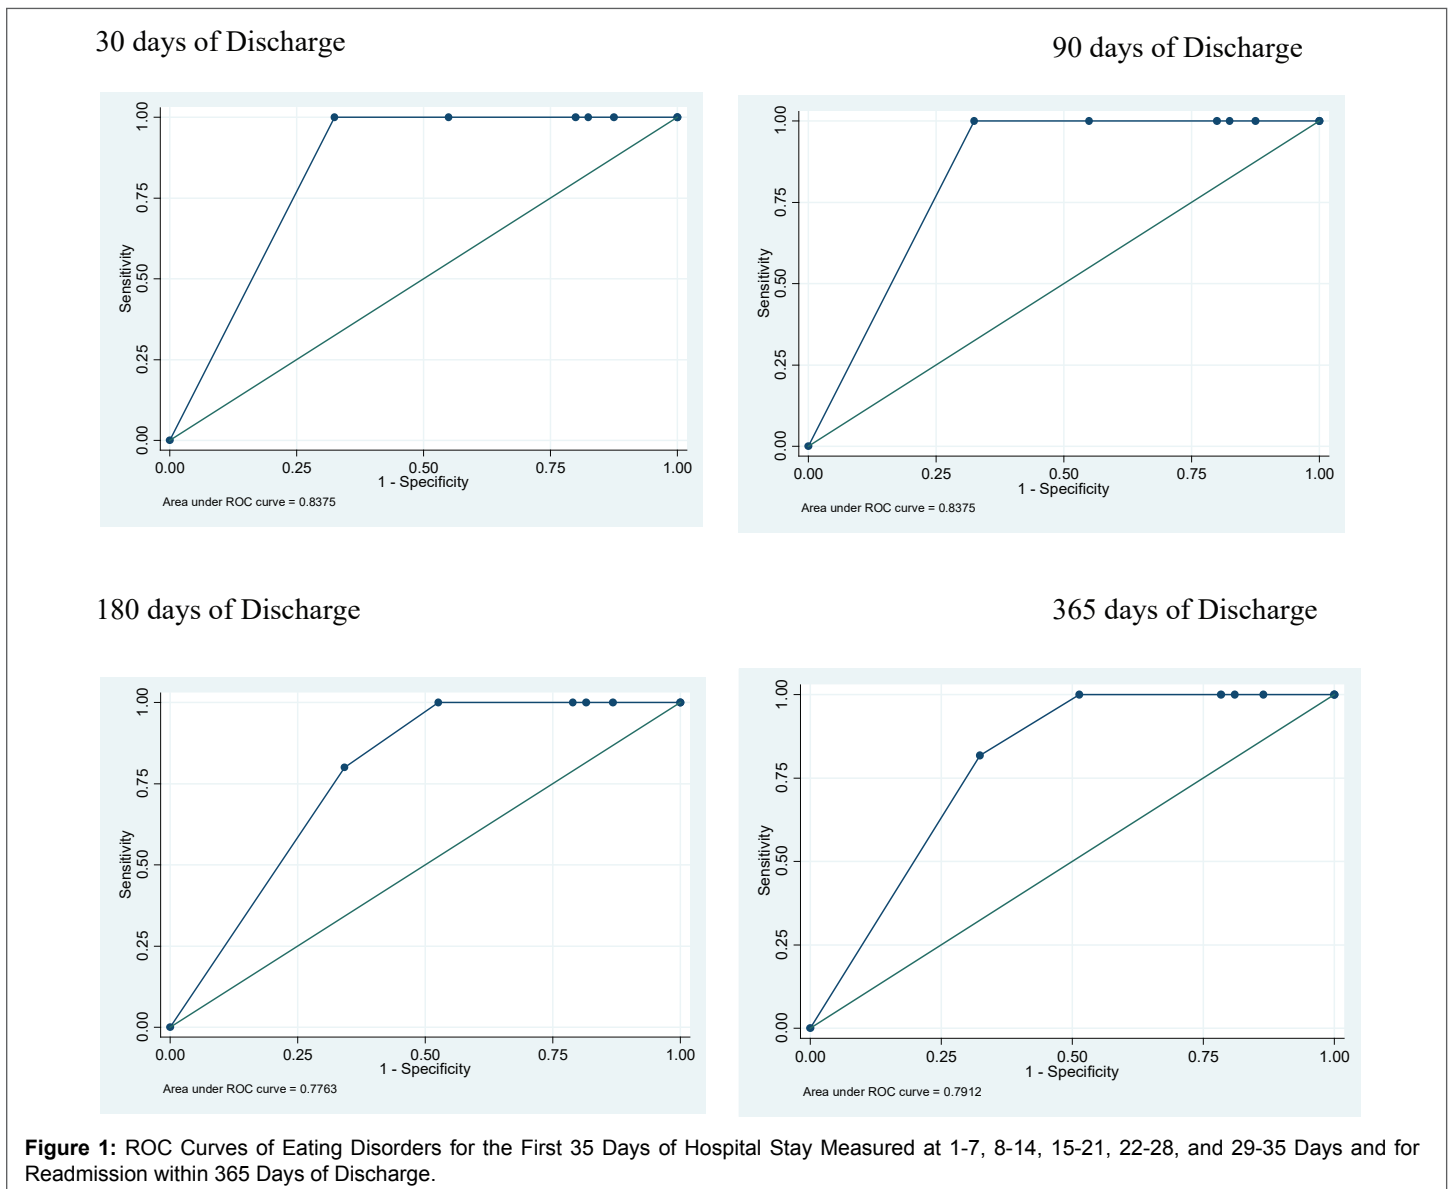 30 days of Discharge
90 days of Discharge
Sensitivity
1.00
0.75
0.50
0.25
0.00
0.00 0.25 0.50 0.75 1.00
1 - Specificity
Area under ROC curve = 0.8375
Sensitivity
1.00
0.75
0.50
0.25
0.00
0.00 0.25 0.50 0.75 1.00
1 - Specificity
Area under ROC curve = 0.8375
180 days of Discharge
365 days of Discharge
Sensitivity
1.00
0.75
0.50
0.25
0.00
0.00 0.25 0.50 0.75 1.00
1 - Specificity
Area under ROC curve = 0.7763
Sensitivity
1.00
0.75
0.50
0.25
0.00
0.00 0.25 0.50 0.75 1.00
1 - Specificity
Area under ROC curve = 0.7912
Figure 1: ROC Curves of Eating Disorders for the First 35 Days of Hospital Stay Measured at 1-7, 8-14, 15-21, 22-28, and 29-35 Days and for
Readmission within 365 Days of Discharge.